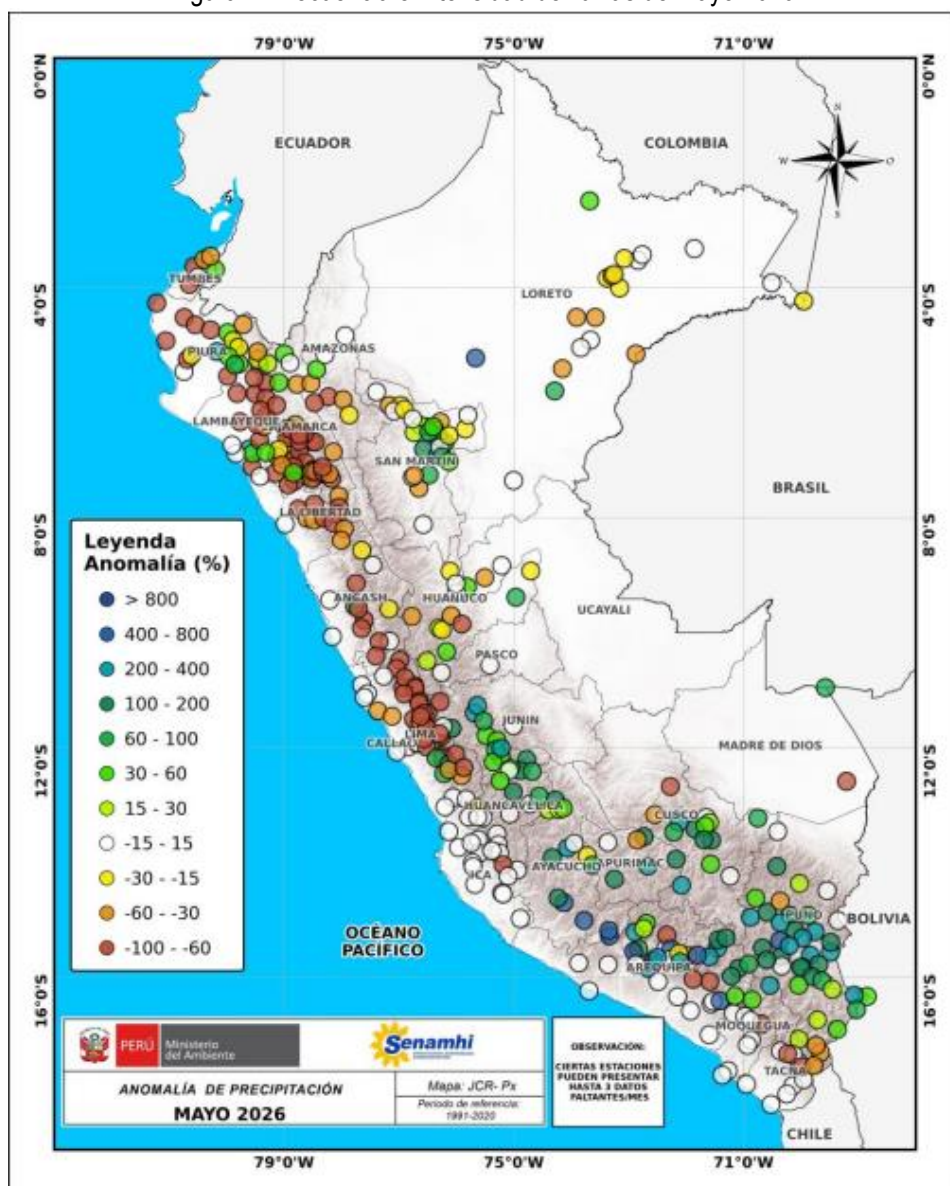 79°0'W 75°0'W 71°0'W
0°0'N 0°0'N
ECUADOR COLOMBIA
N
W O
S
TUMBES
4°0'S LORETO 4°0'S
PIURA AMAZONAS
LAMBAYEQUE CAJAMARCA
SAN MARTIN
BRASIL
8°0'S LA LIBERTAD 8°0'S
Leyenda
Anomalía (%)
> 800
400 - 800
200 - 400
100 - 200
60 - 100
30 - 60
15 - 30
-15 - 15
-30 - -15
-60 - -30
-100 - -60
ANCASH HUANUCO UCAYALI
PASCO
JUNIN
LIMA
CALLAO MADRE DE DIOS
12°0'S 12°0'S
HUANCAVELICA CUSCO
AYACUCHO APURIMAC
ICA
PUNO BOLIVIA
OCÉANO
PACÍFICO
AREQUIPA
16°0'S 16°0'S
MOQUEGUA
TACNA
CHILE
PERÚ Ministerio
del Ambiente
Senamhi
ANOMALÍA DE PRECIPITACIÓN
MAYO 2026
Mapa: JCR- Px
Periodo de referencia:
1991-2020
OBSERVACIÓN:
CIERTAS ESTACIONES
PUEDEN PRESENTAR
HASTA 3 DATOS
FALTANTES/MES
79°0'W 75°0'W 71°0'W